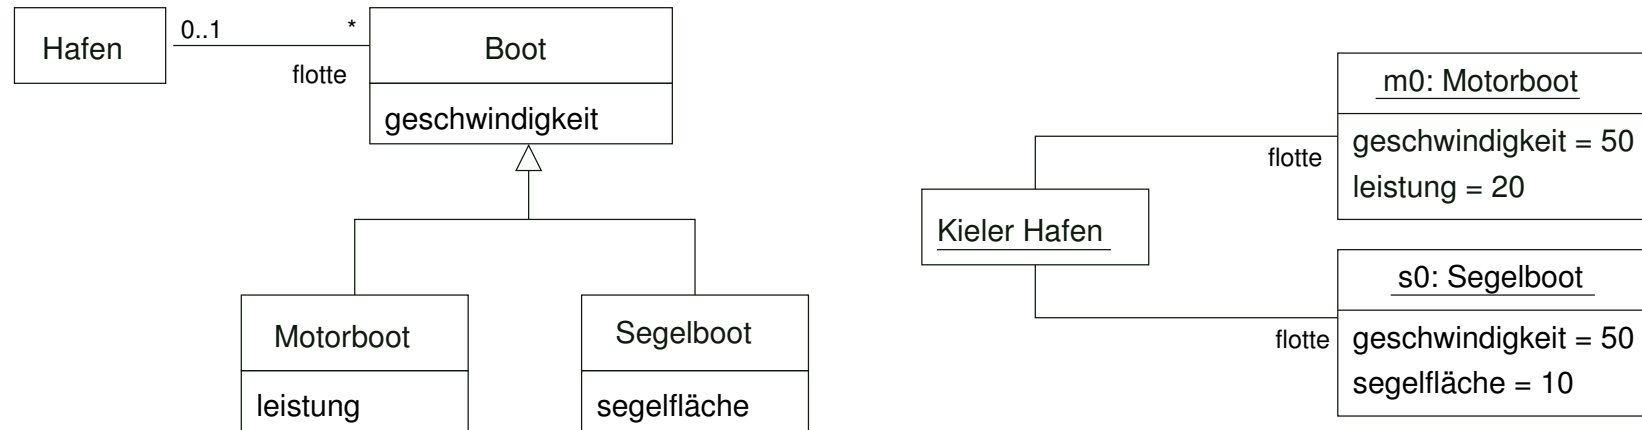 Hafen
0..1
*
flotte
Boot
geschwindigkeit
Motorboot
leistung
Segelboot
segelfläche
Kieler Hafen
flotte
flotte
m0: Motorboot
geschwindigkeit = 50
leistung = 20
s0: Segelboot
geschwindigkeit = 50
segelfläche = 10